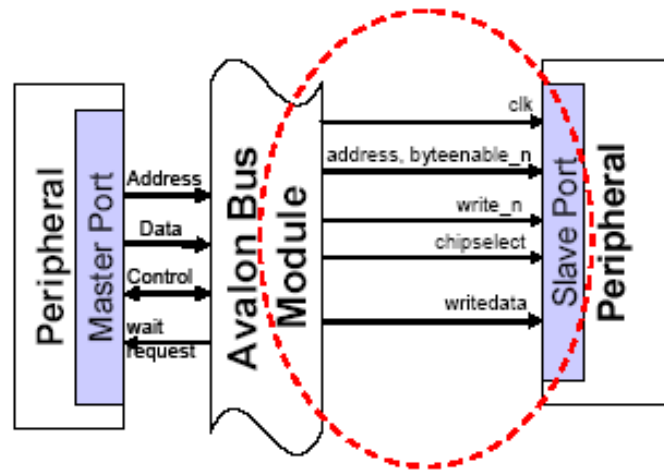 Peripheral
Master Port
Address
Data
Control
wait
request
Avalon Bus
Module
clk
address, byteenable_n
write_n
chipselect
writedata
Slave Port
Peripheral